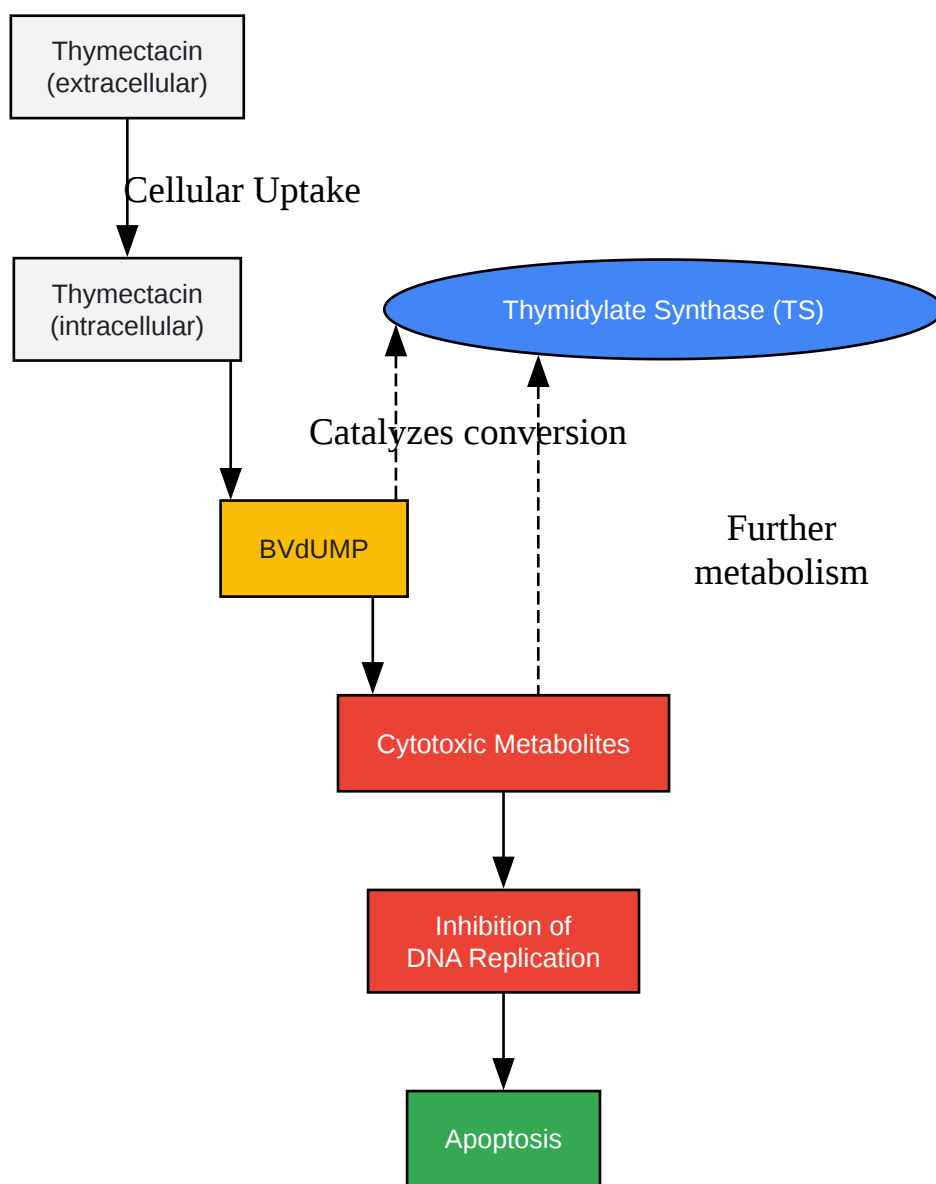 Thymectacin
(extracellular)
Cellular Uptake
Thymectacin
(intracellular)
Thymidylate Synthase (TS)
Catalyzes conversion
BVdUMP
Further
metabolism
Cytotoxic Metabolites
Inhibition of
DNA Replication
Apoptosis